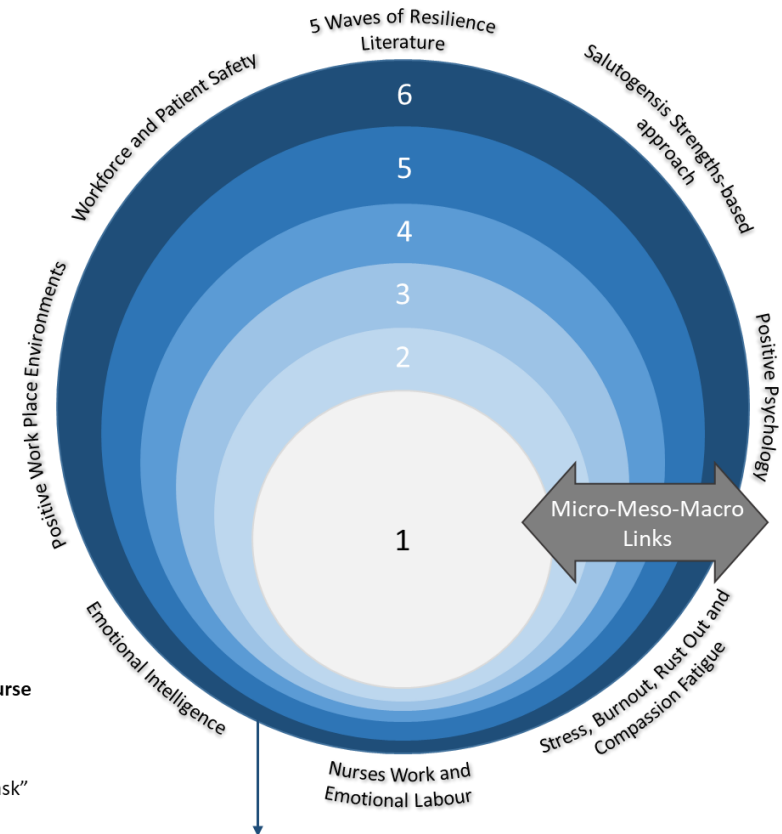 5 Waves of Resilience
Literature
Workforce and Patient Safety
Salutogensis Strengths-based
approach
6
5
4
3
2
1
Positive Work Place Environments
Positive Psychology
Micro-Meso-Macro
Links
Emotional Intelligence
Stress, Burnout, Rust Out and
Compassion Fatigue
Nurses Work and
Emotional Labour